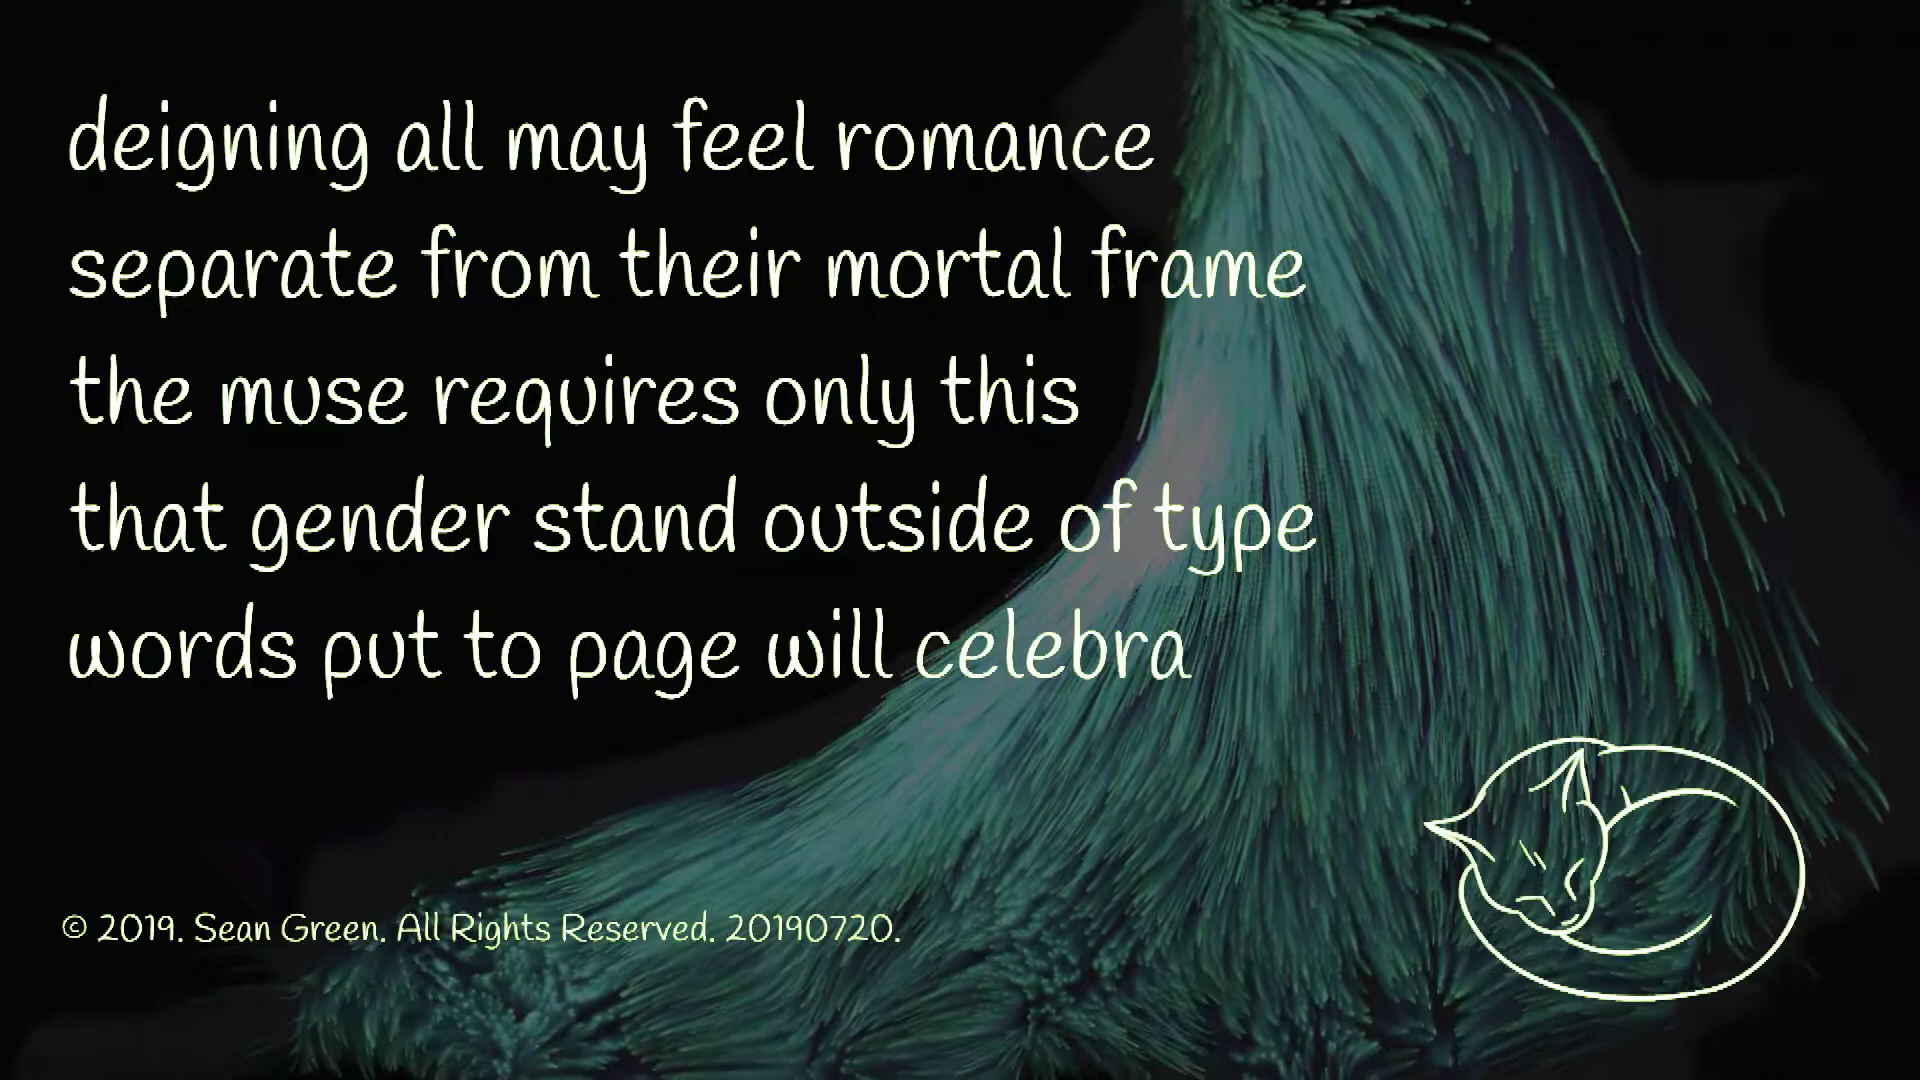 deigning all may feel romance
separate from their mortal frame
the muse requires only this
that gender stand outside of type
words put to page will celebra
© 2019. Sean Green. All Rights Reserved. 20190720.